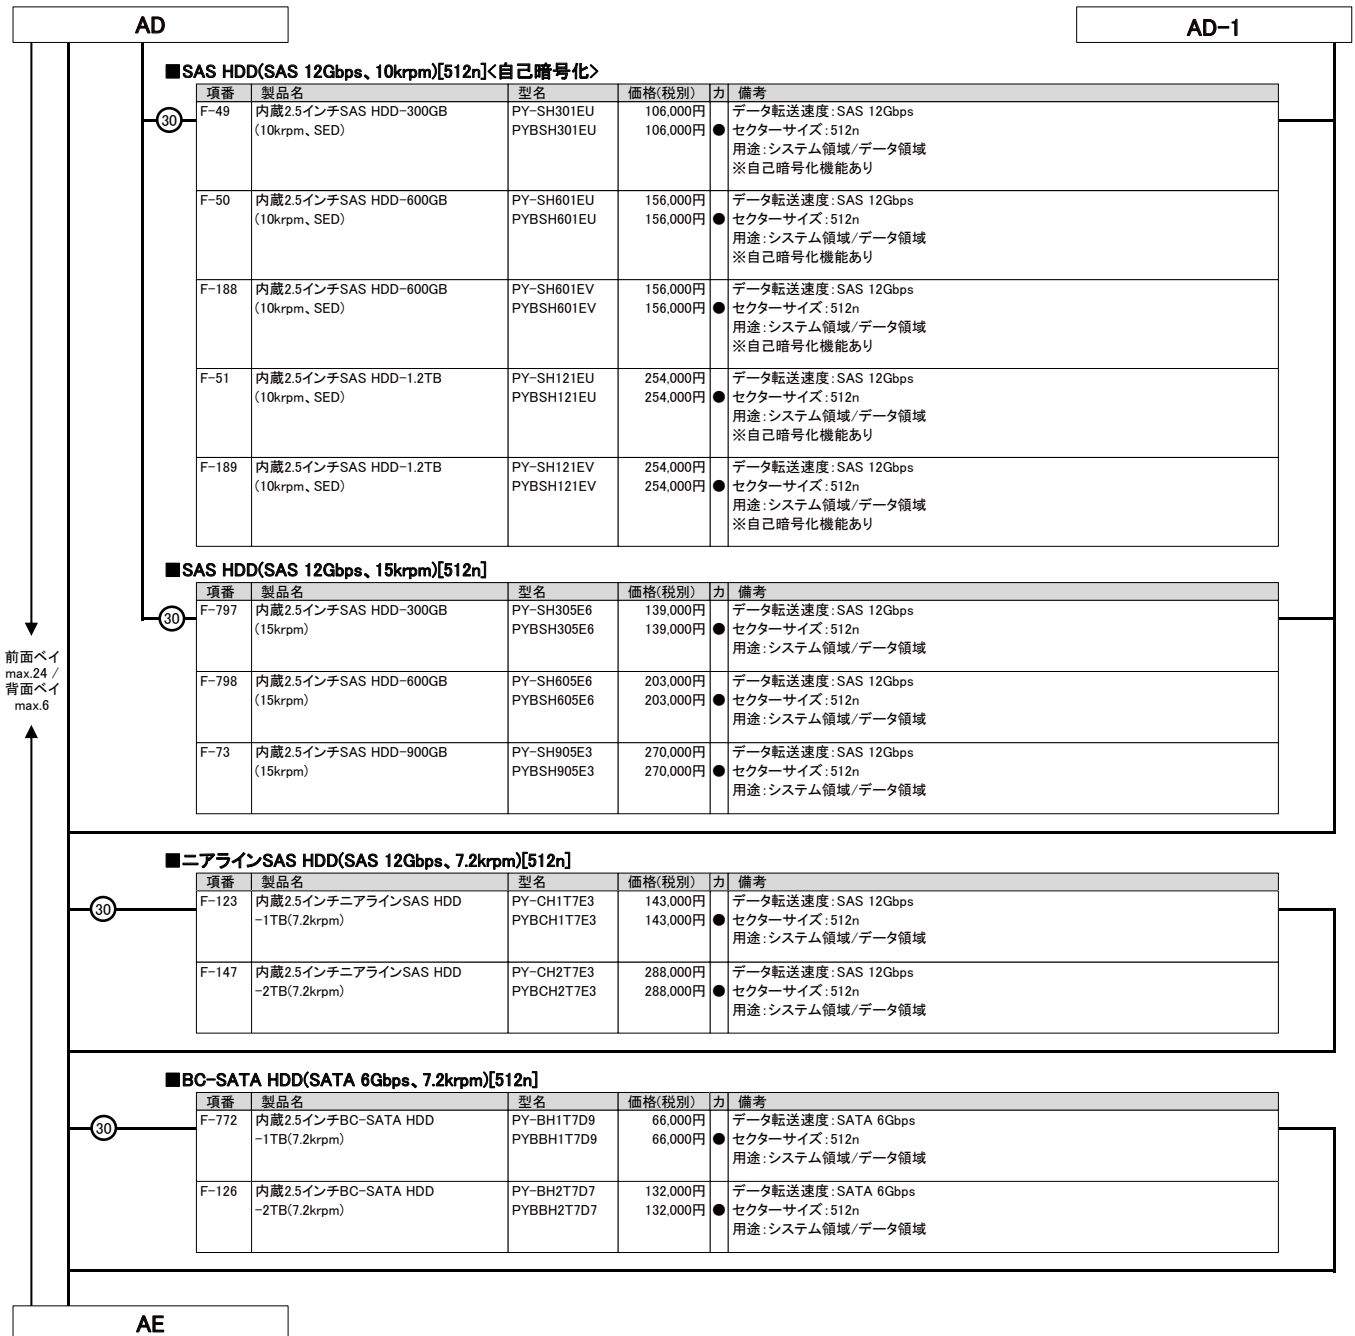 AD
AD-1
■SAS HDD(SAS 12Gbps、10krpm)[512n]<自己暗号化>
項番 製品名 型名 価格(税別) カ 備考
30 F-49 内蔵2.5インチSAS HDD-300GB PY-SH301EU 106,000円 データ転送速度:SAS 12Gbps
(10krpm、SED) PYBSH301EU 106,000円 ● セクターサイズ:512n
用途:システム領域/データ領域
※自己暗号化機能あり
F-50 内蔵2.5インチSAS HDD-600GB PY-SH601EU 156,000円 データ転送速度:SAS 12Gbps
(10krpm、SED) PYBSH601EU 156,000円 ● セクターサイズ:512n
用途:システム領域/データ領域
※自己暗号化機能あり
F-188 内蔵2.5インチSAS HDD-600GB PY-SH601EV 156,000円 データ転送速度:SAS 12Gbps
(10krpm、SED) PYBSH601EV 156,000円 ● セクターサイズ:512n
用途:システム領域/データ領域
※自己暗号化機能あり
F-51 内蔵2.5インチSAS HDD-1.2TB PY-SH121EU 254,000円 データ転送速度:SAS 12Gbps
(10krpm、SED) PYBSH121EU 254,000円 ● セクターサイズ:512n
用途:システム領域/データ領域
※自己暗号化機能あり
F-189 内蔵2.5インチSAS HDD-1.2TB PY-SH121EV 254,000円 データ転送速度:SAS 12Gbps
(10krpm、SED) PYBSH121EV 254,000円 ● セクターサイズ:512n
用途:システム領域/データ領域
※自己暗号化機能あり
■SAS HDD(SAS 12Gbps、15krpm)[512n]
項番 製品名 型名 価格(税別) カ 備考
30 F-797 内蔵2.5インチSAS HDD-300GB PY-SH305E6 139,000円 データ転送速度:SAS 12Gbps
(15krpm) PYBSH305E6 139,000円 ● セクターサイズ:512n
用途:システム領域/データ領域
F-798 内蔵2.5インチSAS HDD-600GB PY-SH605E6 203,000円 データ転送速度:SAS 12Gbps
(15krpm) PYBSH605E6 203,000円 ● セクターサイズ:512n
用途:システム領域/データ領域
F-73 内蔵2.5インチSAS HDD-900GB PY-SH905E3 270,000円 データ転送速度:SAS 12Gbps
(15krpm) PYBSH905E3 270,000円 ● セクターサイズ:512n
用途:システム領域/データ領域
前面ベイ
max.24 /
背面ベイ
max.6
■ニアラインSAS HDD(SAS 12Gbps、7.2krpm)[512n]
項番 製品名 型名 価格(税別) カ 備考
30 F-123 内蔵2.5インチニアラインSAS HDD PY-CH1T7E3 143,000円 データ転送速度:SAS 12Gbps
-1TB(7.2krpm) PYBCH1T7E3 143,000円 ● セクターサイズ:512n
用途:システム領域/データ領域
F-147 内蔵2.5インチニアラインSAS HDD PY-CH2T7E3 288,000円 データ転送速度:SAS 12Gbps
-2TB(7.2krpm) PYBCH2T7E3 288,000円 ● セクターサイズ:512n
用途:システム領域/データ領域
■BC-SATA HDD(SATA 6Gbps、7.2krpm)[512n]
項番 製品名 型名 価格(税別) カ 備考
30 F-772 内蔵2.5インチBC-SATA HDD PY-BH1T7D9 66,000円 データ転送速度:SATA 6Gbps
-1TB(7.2krpm) PYBBH1T7D9 66,000円 ● セクターサイズ:512n
用途:システム領域/データ領域
F-126 内蔵2.5インチBC-SATA HDD PY-BH2T7D7 132,000円 データ転送速度:SATA 6Gbps
-2TB(7.2krpm) PYBBH2T7D7 132,000円 ● セクターサイズ:512n
用途:システム領域/データ領域
AE